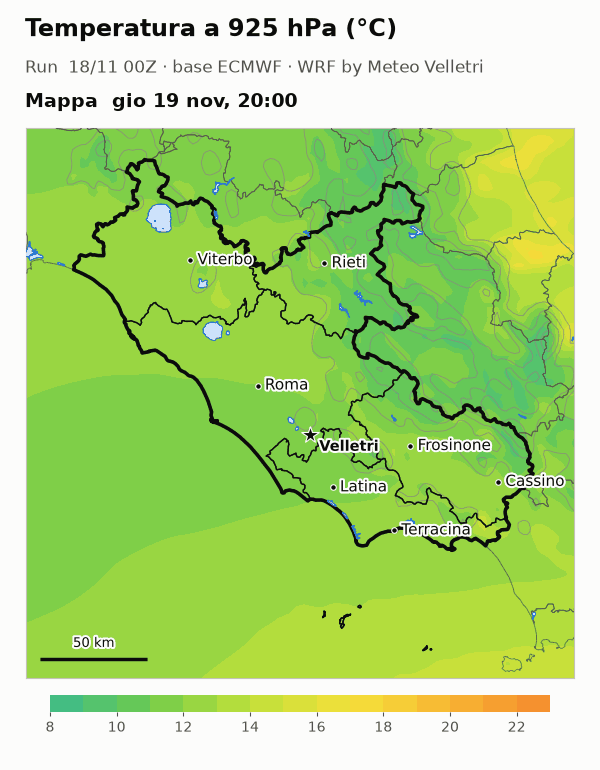 Temperatura a 925 hPa (°C)
Run 18/11 00Z · base ECMWF · WRF by Meteo Velletri
Mappa gio 19 nov, 20:00
Viterbo
Rieti
Roma
Velletri
Frosinone
Latina
Cassino
Terracina
50 km
8 10 12 14 16 18 20 22